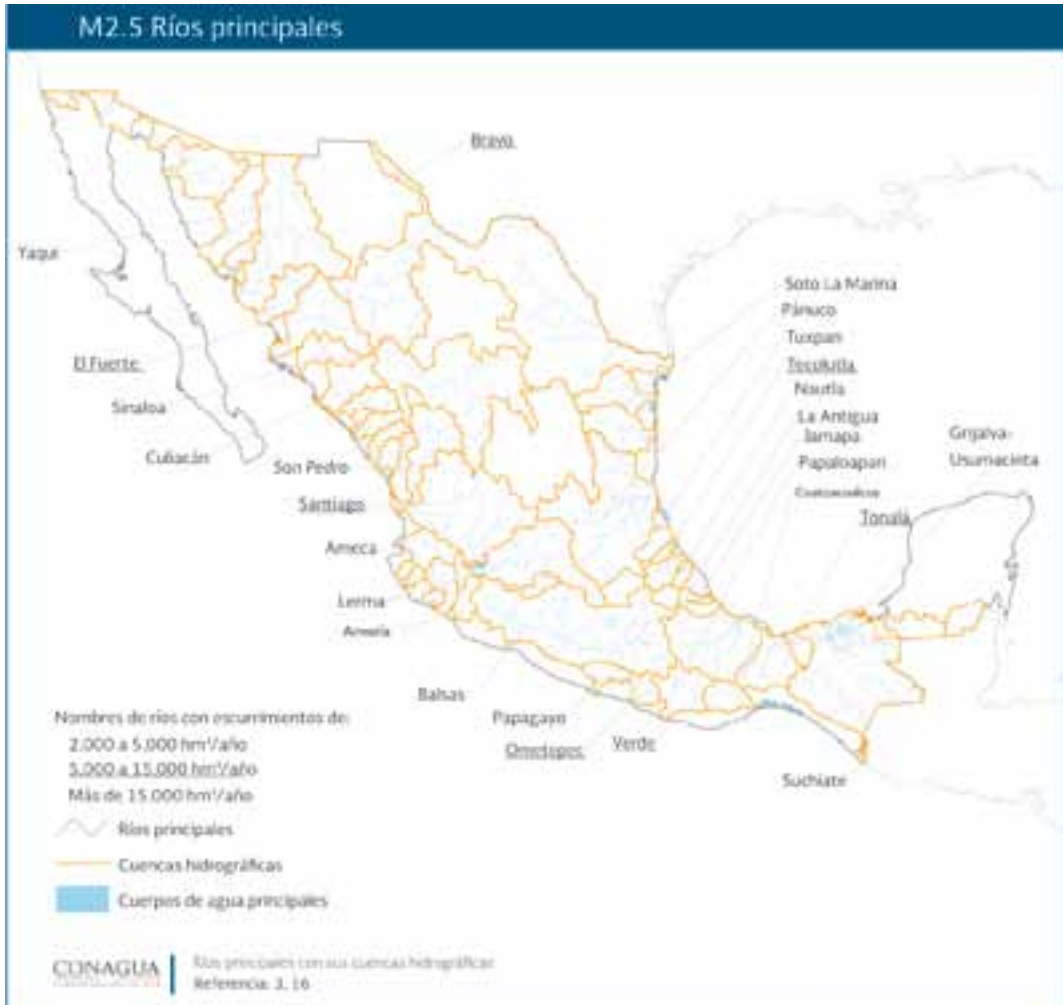 M2.5 Ríos principales
Bravo
Yaqui
Soto La Marina
Pánuco
Tuxpan
Tecolutla
Nautla
La Antigua
Jamapa
Papaloapan
Coatzacoalcos
Tonalá
Grijalva-
Usumacinta
El Fuerte
Sinaloa
Culiacán
San Pedro
Santiago
Ameca
Lerma
Armería
Balsas
Papagayo
Ometepec
Verde
Suchiate
Nombres de ríos con escurrimientos de:
2,000 a 5,000 hm³/año
5,000 a 15,000 hm³/año
Más de 15,000 hm³/año
Ríos principales
Cuencas hidrográficas
Cuerpos de agua principales
CONAGUA
Ríos principales con sus cuencas hidrográficas
Referencia: 3, 16